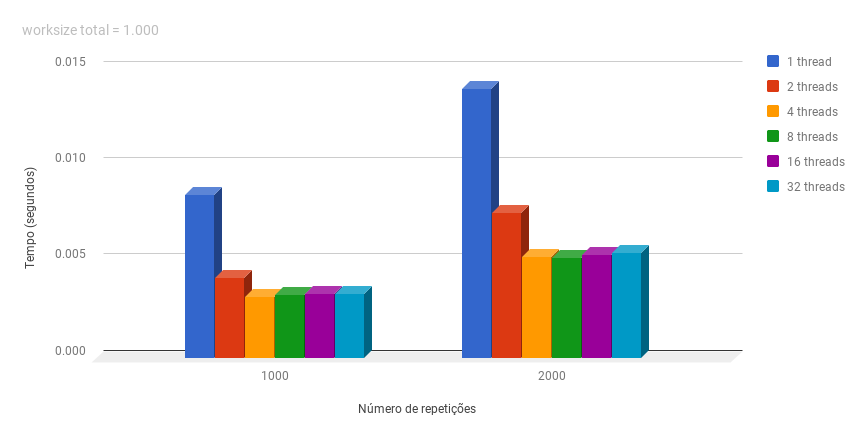 worksize total = 1.000
0.015
0.010
0.005
0.000
Tempo (segundos)
1000
2000
Número de repetições
1 thread
2 threads
4 threads
8 threads
16 threads
32 threads